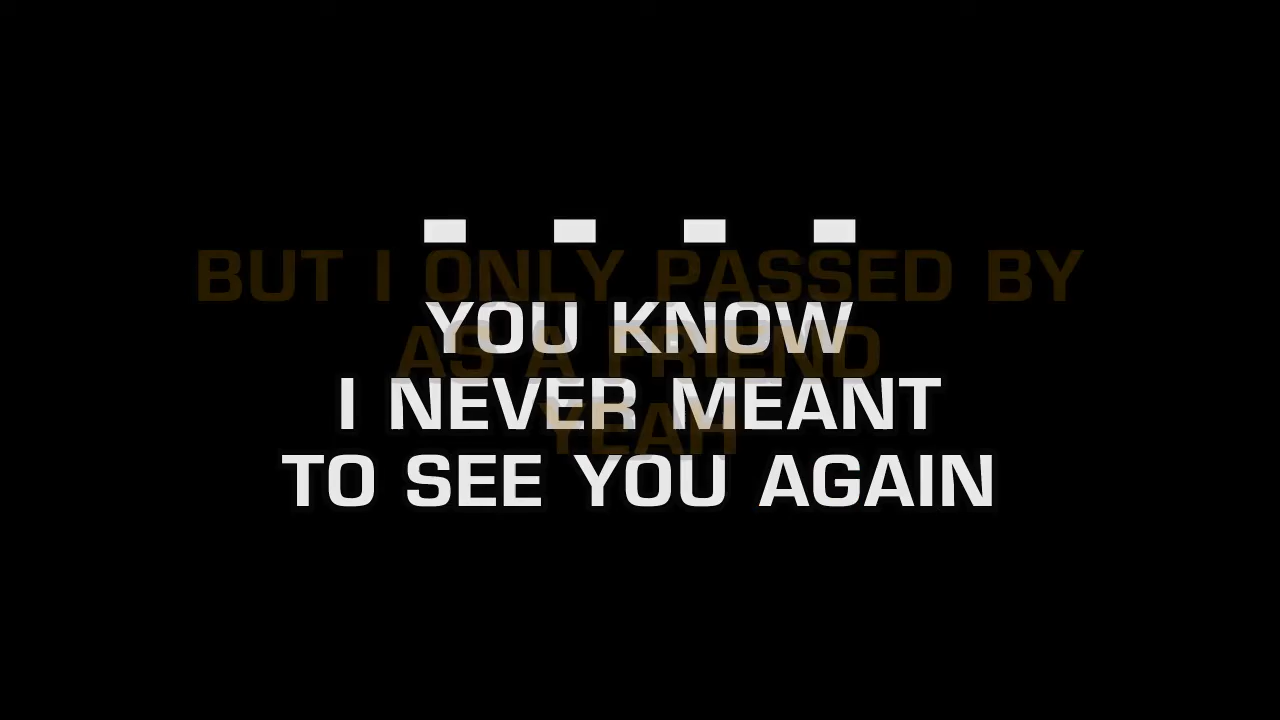 BUT I ONLY PASSED BY
YOU KNOW
AS A FRIEND
I NEVER MEANT
YEAH
TO SEE YOU AGAIN